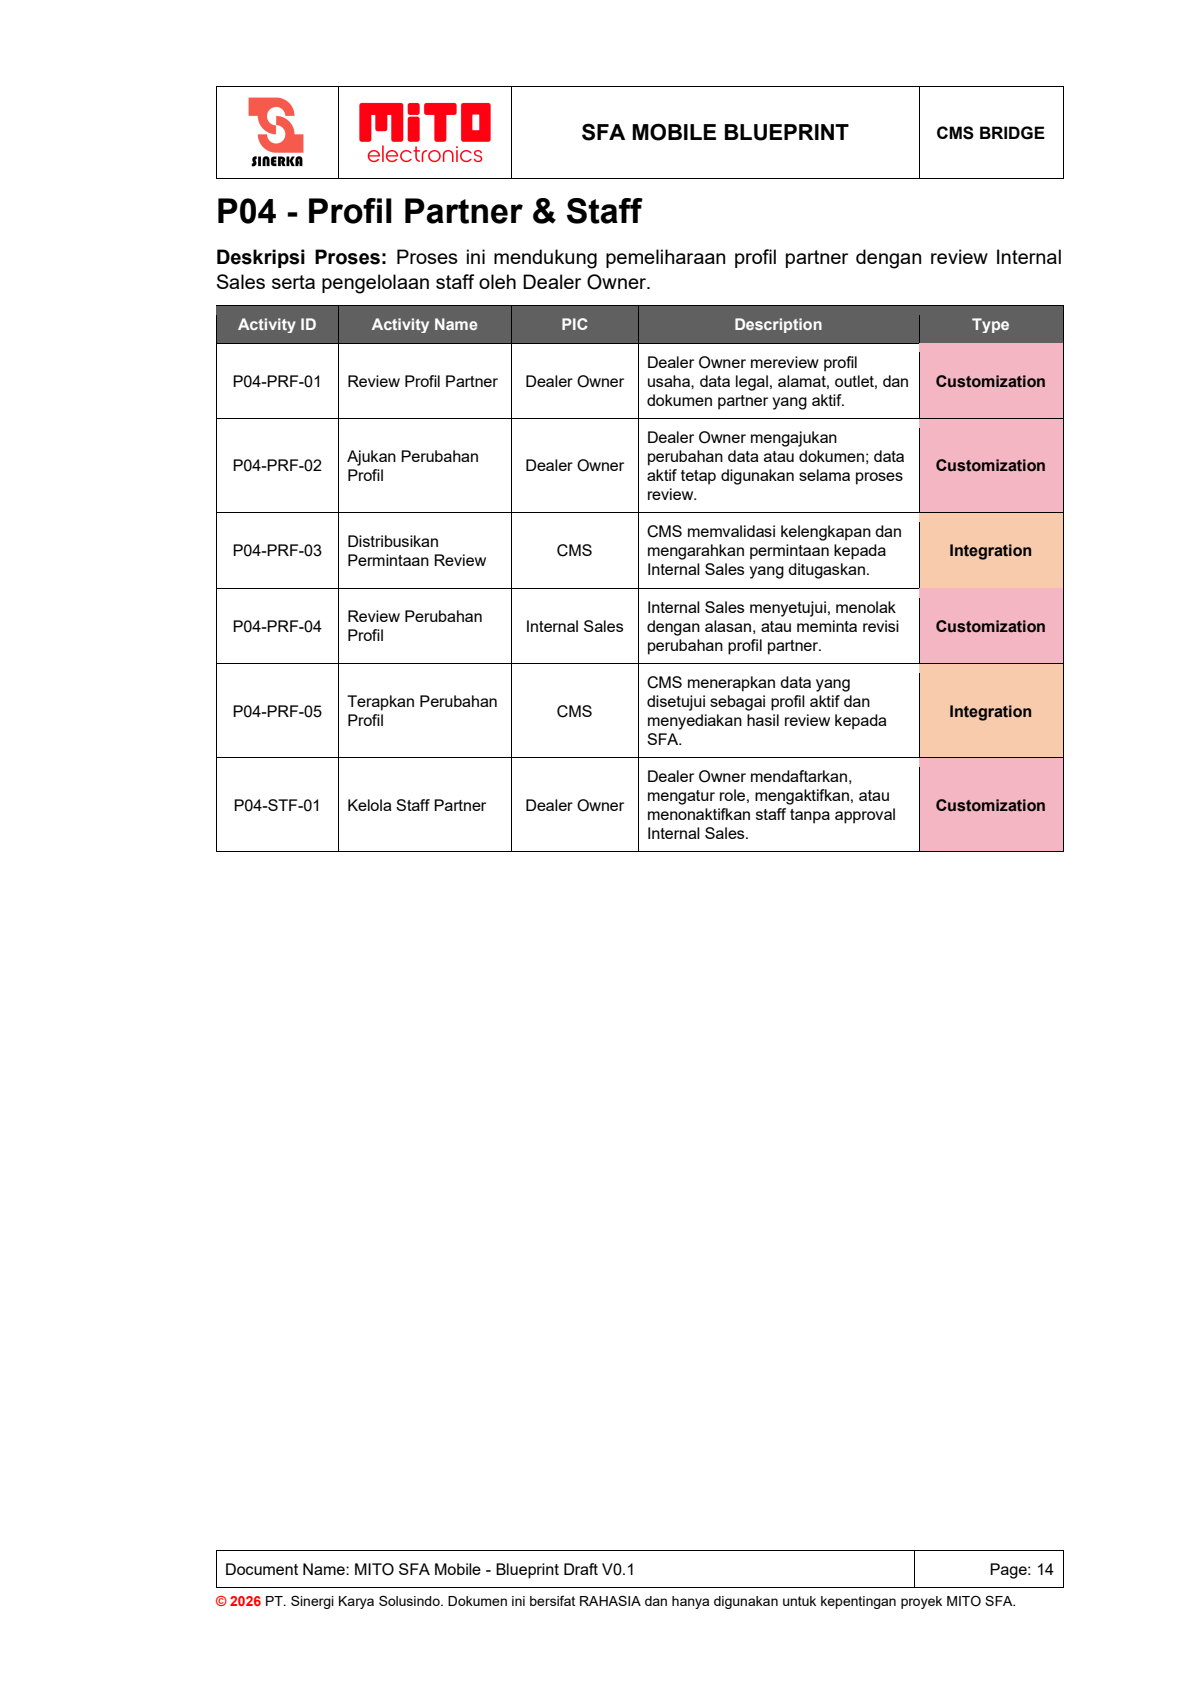 SINERKA
MiTO
electronics
SFA MOBILE BLUEPRINT
CMS BRIDGE
P04 - Profil Partner & Staff
Deskripsi Proses: Proses ini mendukung pemeliharaan profil partner dengan review Internal
Sales serta pengelolaan staff oleh Dealer Owner.
Activity ID
Activity Name
PIC
Description
Type
P04-PRF-01
Review Profil Partner
Dealer Owner
Dealer Owner mereview profil
usaha, data legal, alamat, outlet, dan
dokumen partner yang aktif.
Customization
P04-PRF-02
Ajukan Perubahan
Profil
Dealer Owner
Dealer Owner mengajukan
perubahan data atau dokumen; data
aktif tetap digunakan selama proses
review.
Customization
P04-PRF-03
Distribusikan
Permintaan Review
CMS
CMS memvalidasi kelengkapan dan
mengarahkan permintaan kepada
Internal Sales yang ditugaskan.
Integration
P04-PRF-04
Review Perubahan
Profil
Internal Sales
Internal Sales menyetujui, menolak
dengan alasan, atau meminta revisi
perubahan profil partner.
Customization
P04-PRF-05
Terapkan Perubahan
Profil
CMS
CMS menerapkan data yang
disetujui sebagai profil aktif dan
menyediakan hasil review kepada
SFA.
Integration
P04-STF-01
Kelola Staff Partner
Dealer Owner
Dealer Owner mendaftarkan,
mengatur role, mengaktifkan, atau
menonaktifkan staff tanpa approval
Internal Sales.
Customization
Document Name: MITO SFA Mobile - Blueprint Draft V0.1
Page: 14
© 2026 PT. Sinergi Karya Solusindo. Dokumen ini bersifat RAHASIA dan hanya digunakan untuk kepentingan proyek MITO SFA.